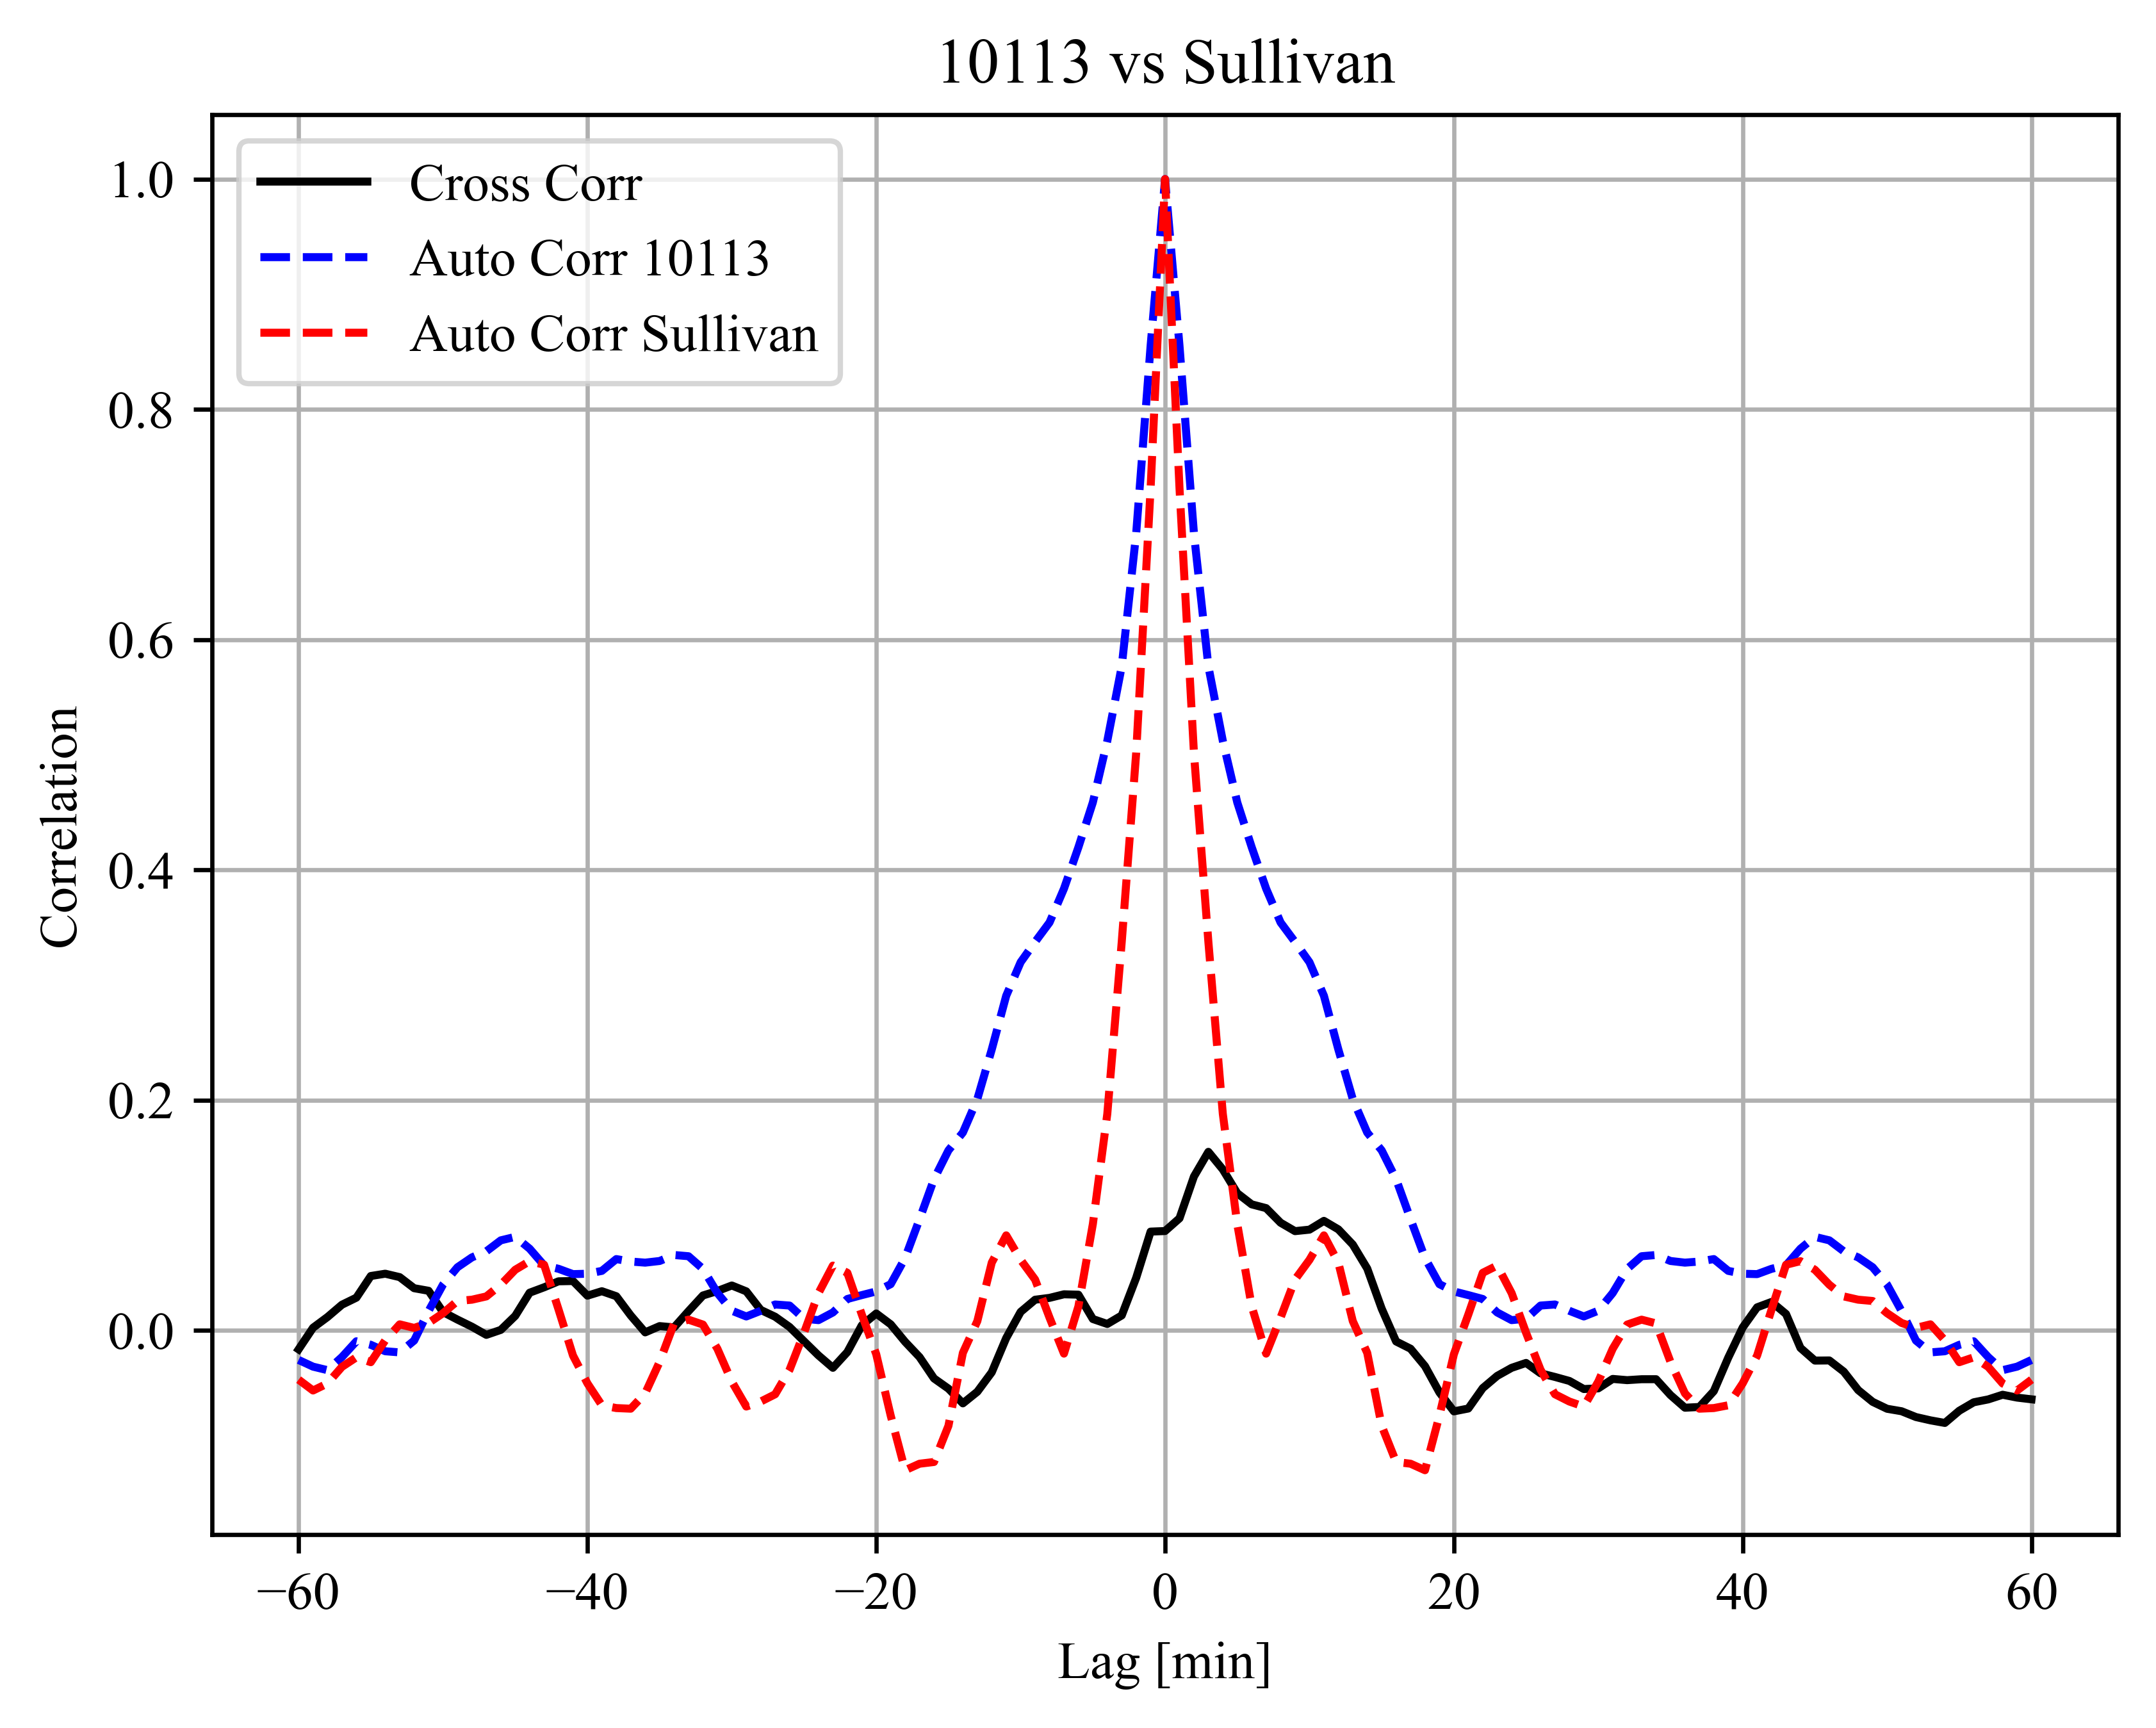 10113 vs Sullivan
Cross Corr
Auto Corr 10113
Auto Corr Sullivan
1.0
0.8
0.6
0.4
0.2
0.0
Correlation
−60 −40 −20 0 20 40 60
Lag [min]